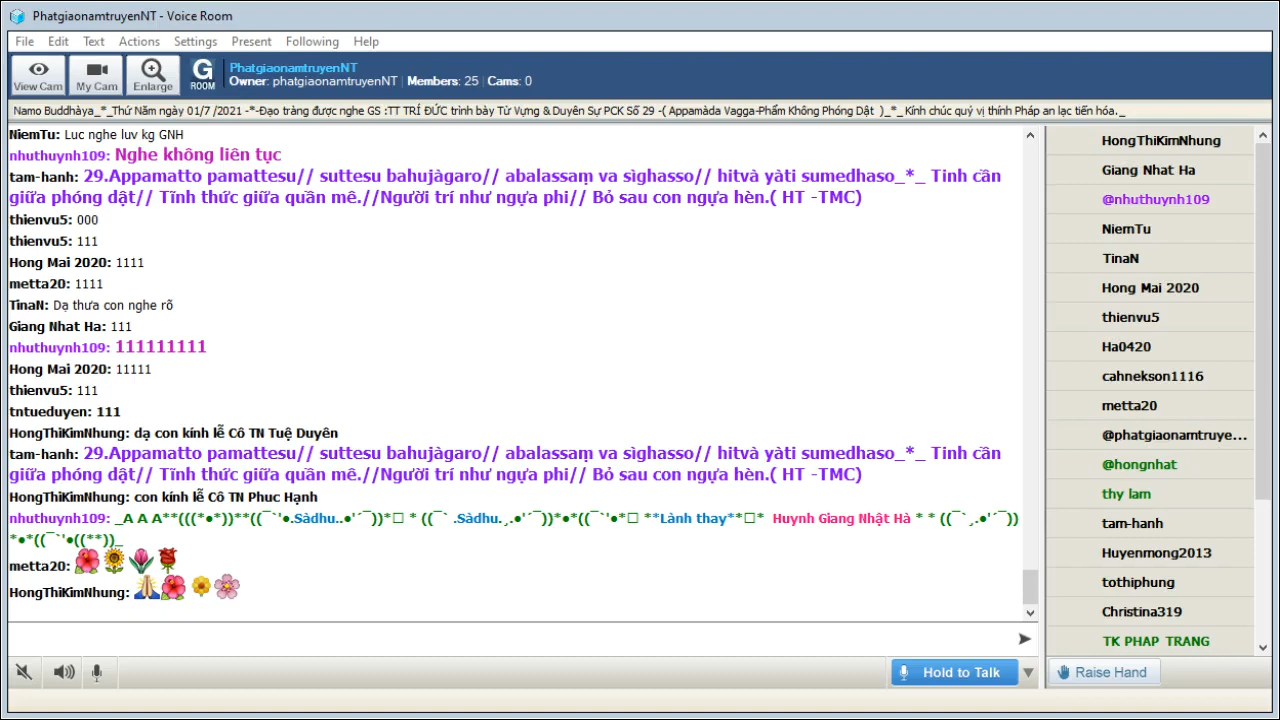 PhatgiaonamtruyenNT - Voice Room
File Edit Text Actions Settings Present Following Help
View Cam My Cam Enlarge G ROOM
PhatgiaonamtruyenNT
Owner: phatgiaonamtruyenNT Members: 25 Cams: 0
Namo Buddhàya_*_Thứ Năm ngày 01/7 /2021 -*-Đạo tràng được nghe GS :TT TRÍ ĐỨC trình bày Từ Vựng & Duyên Sự PCK Số 29 -( Appamàda Vagga-Phẩm Không Phóng Dật )_*_Kính chúc quý vị thính Pháp an lạc tiến hóa._
NiemTu: Luc nghe luv kg GNH
nhuthuynh109: Nghe không liên tục
tam-hanh: 29.Appamatto pamattesu// suttesu bahujàgaro// abalassaṃ va sìghasso// hitvà yàti sumedhaso_*_ Tinh cần
giữa phóng dật// Tĩnh thức giữa quần mê.//Người trí như ngựa phi// Bỏ sau con ngựa hèn.( HT -TMC)
thienvu5: 000
thienvu5: 111
Hong Mai 2020: 1111
metta20: 1111
TinaN: Dạ thưa con nghe rõ
Giang Nhat Ha: 111
nhuthuynh109: 111111111
Hong Mai 2020: 11111
thienvu5: 111
tntueduyen: 111
HongThiKimNhung: dạ con kính lễ Cô TN Tuệ Duyên
tam-hanh: 29.Appamatto pamattesu// suttesu bahujàgaro// abalassaṃ va sìghasso// hitvà yàti sumedhaso_*_ Tinh cần
giữa phóng dật// Tĩnh thức giữa quần mê.//Người trí như ngựa phi// Bỏ sau con ngựa hèn.( HT -TMC)
HongThiKimNhung: con kính lễ Cô TN Phuc Hạnh
nhuthuynh109: _A A A**(((*•*))**((¯`'•.Sàdhu..•'´¯))*□ * ((¯` .Sàdhu.¸.•'´¯))*•*((¯`'•*□ **Lành thay**□* Huynh Giang Nhật Hà * * ((¯`¸.•'´¯))
*•*((¯`'•((**))_
metta20:
HongThiKimNhung:
Hold to Talk
HongThiKimNhung
Giang Nhat Ha
@nhuthuynh109
NiemTu
TinaN
Hong Mai 2020
thienvu5
Ha0420
cahnekson1116
metta20
@phatgiaonamtruye...
@hongnhat
thy lam
tam-hanh
Huyenmong2013
tothiphung
Christina319
TK PHAP TRANG
Raise Hand